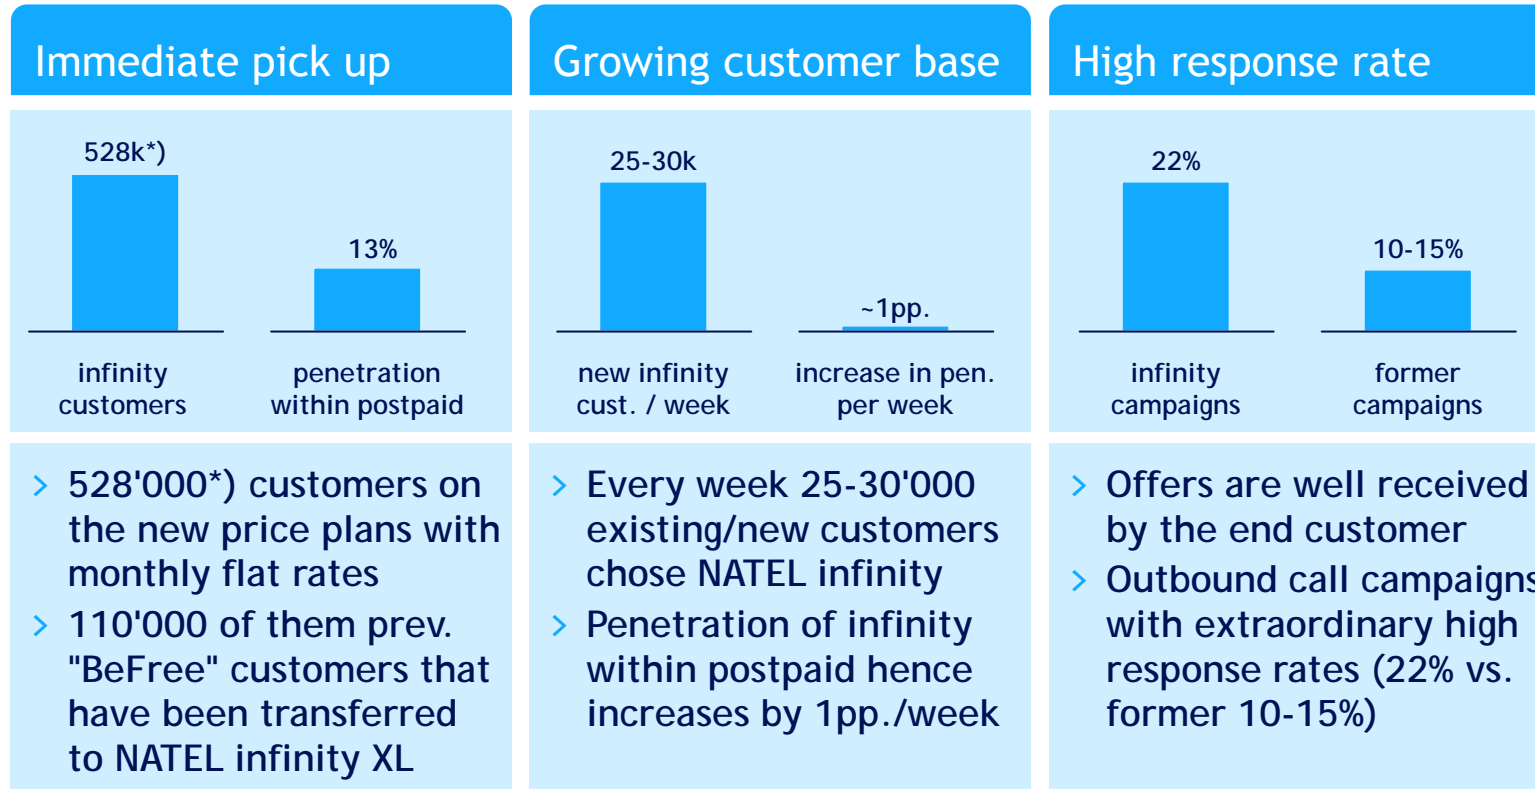 Immediate pick up
528k*)
13%
infinity
customers
penetration
within postpaid
> 528'000*) customers on
the new price plans with
monthly flat rates
> 110'000 of them prev.
"BeFree" customers that
have been transferred
to NATEL infinity XL
Growing customer base
25-30k
~1pp.
new infinity
cust. / week
increase in pen.
per week
> Every week 25-30'000
existing/new customers
chose NATEL infinity
> Penetration of infinity
within postpaid hence
increases by 1pp./week
High response rate
22%
10-15%
infinity
campaigns
former
campaigns
> Offers are well received
by the end customer
> Outbound call campaigns
with extraordinary high
response rates (22% vs.
former 10-15%)